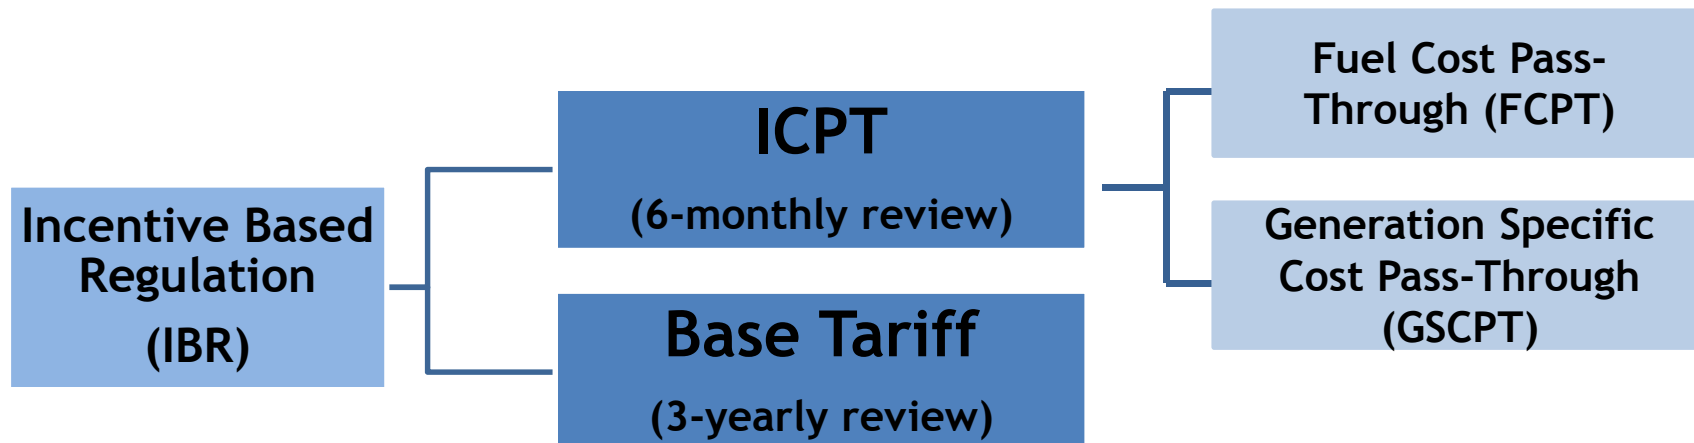 Incentive Based
Regulation
(IBR)
ICPT
(6-monthly review)
Base Tariff
(3-yearly review)
Fuel Cost Pass-
Through (FCPT)
Generation Specific
Cost Pass-Through
(GSCPT)